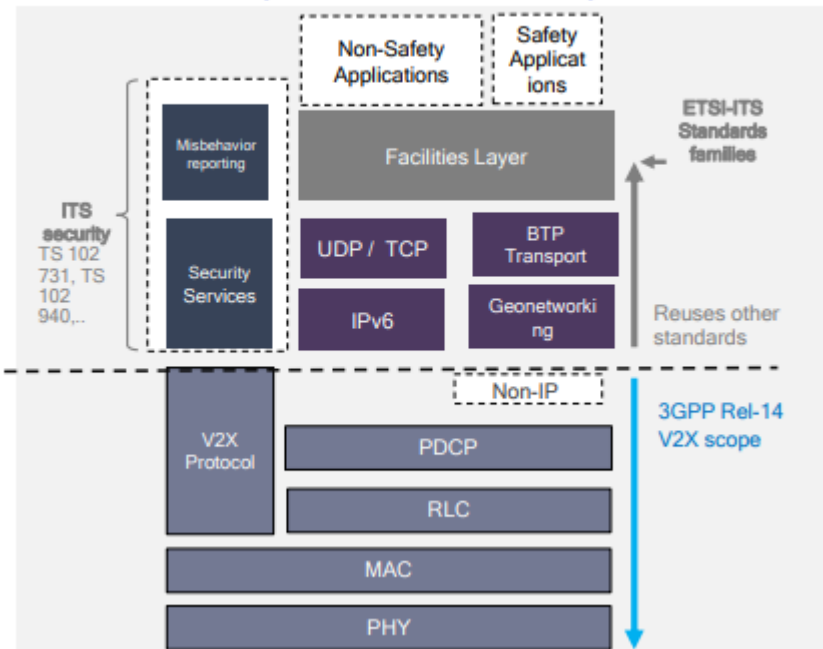 Non-Safety
Applications
Safety
Applicat
ions
Misbehavior
reporting
Facilities Layer
ETSI-ITS
Standards
families
ITS
security
TS 102
731, TS
102
940,..
Security
Services
UDP / TCP
BTP
Transport
IPv6
Geonetworki
ng
Reuses other
standards
Non-IP
3GPP Rel-14
V2X scope
V2X
Protocol
PDCP
RLC
MAC
PHY